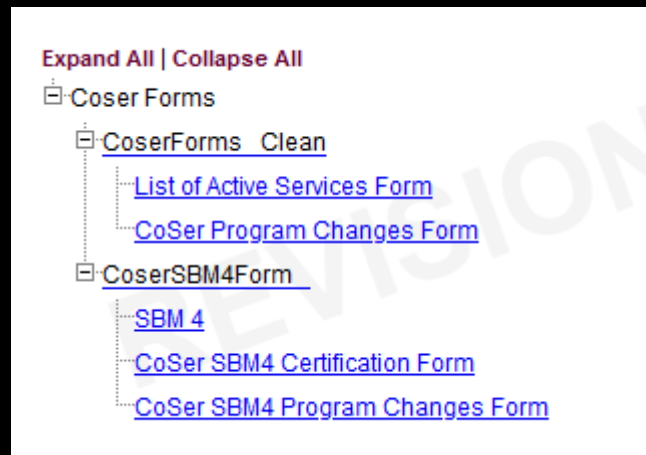 Expand All | Collapse All
Coser Forms
CoserForms   Clean
List of Active Services Form
CoSer Program Changes Form
CoserSBM4Form
SBM 4
CoSer SBM4 Certification Form
CoSer SBM4 Program Changes Form
REVISION